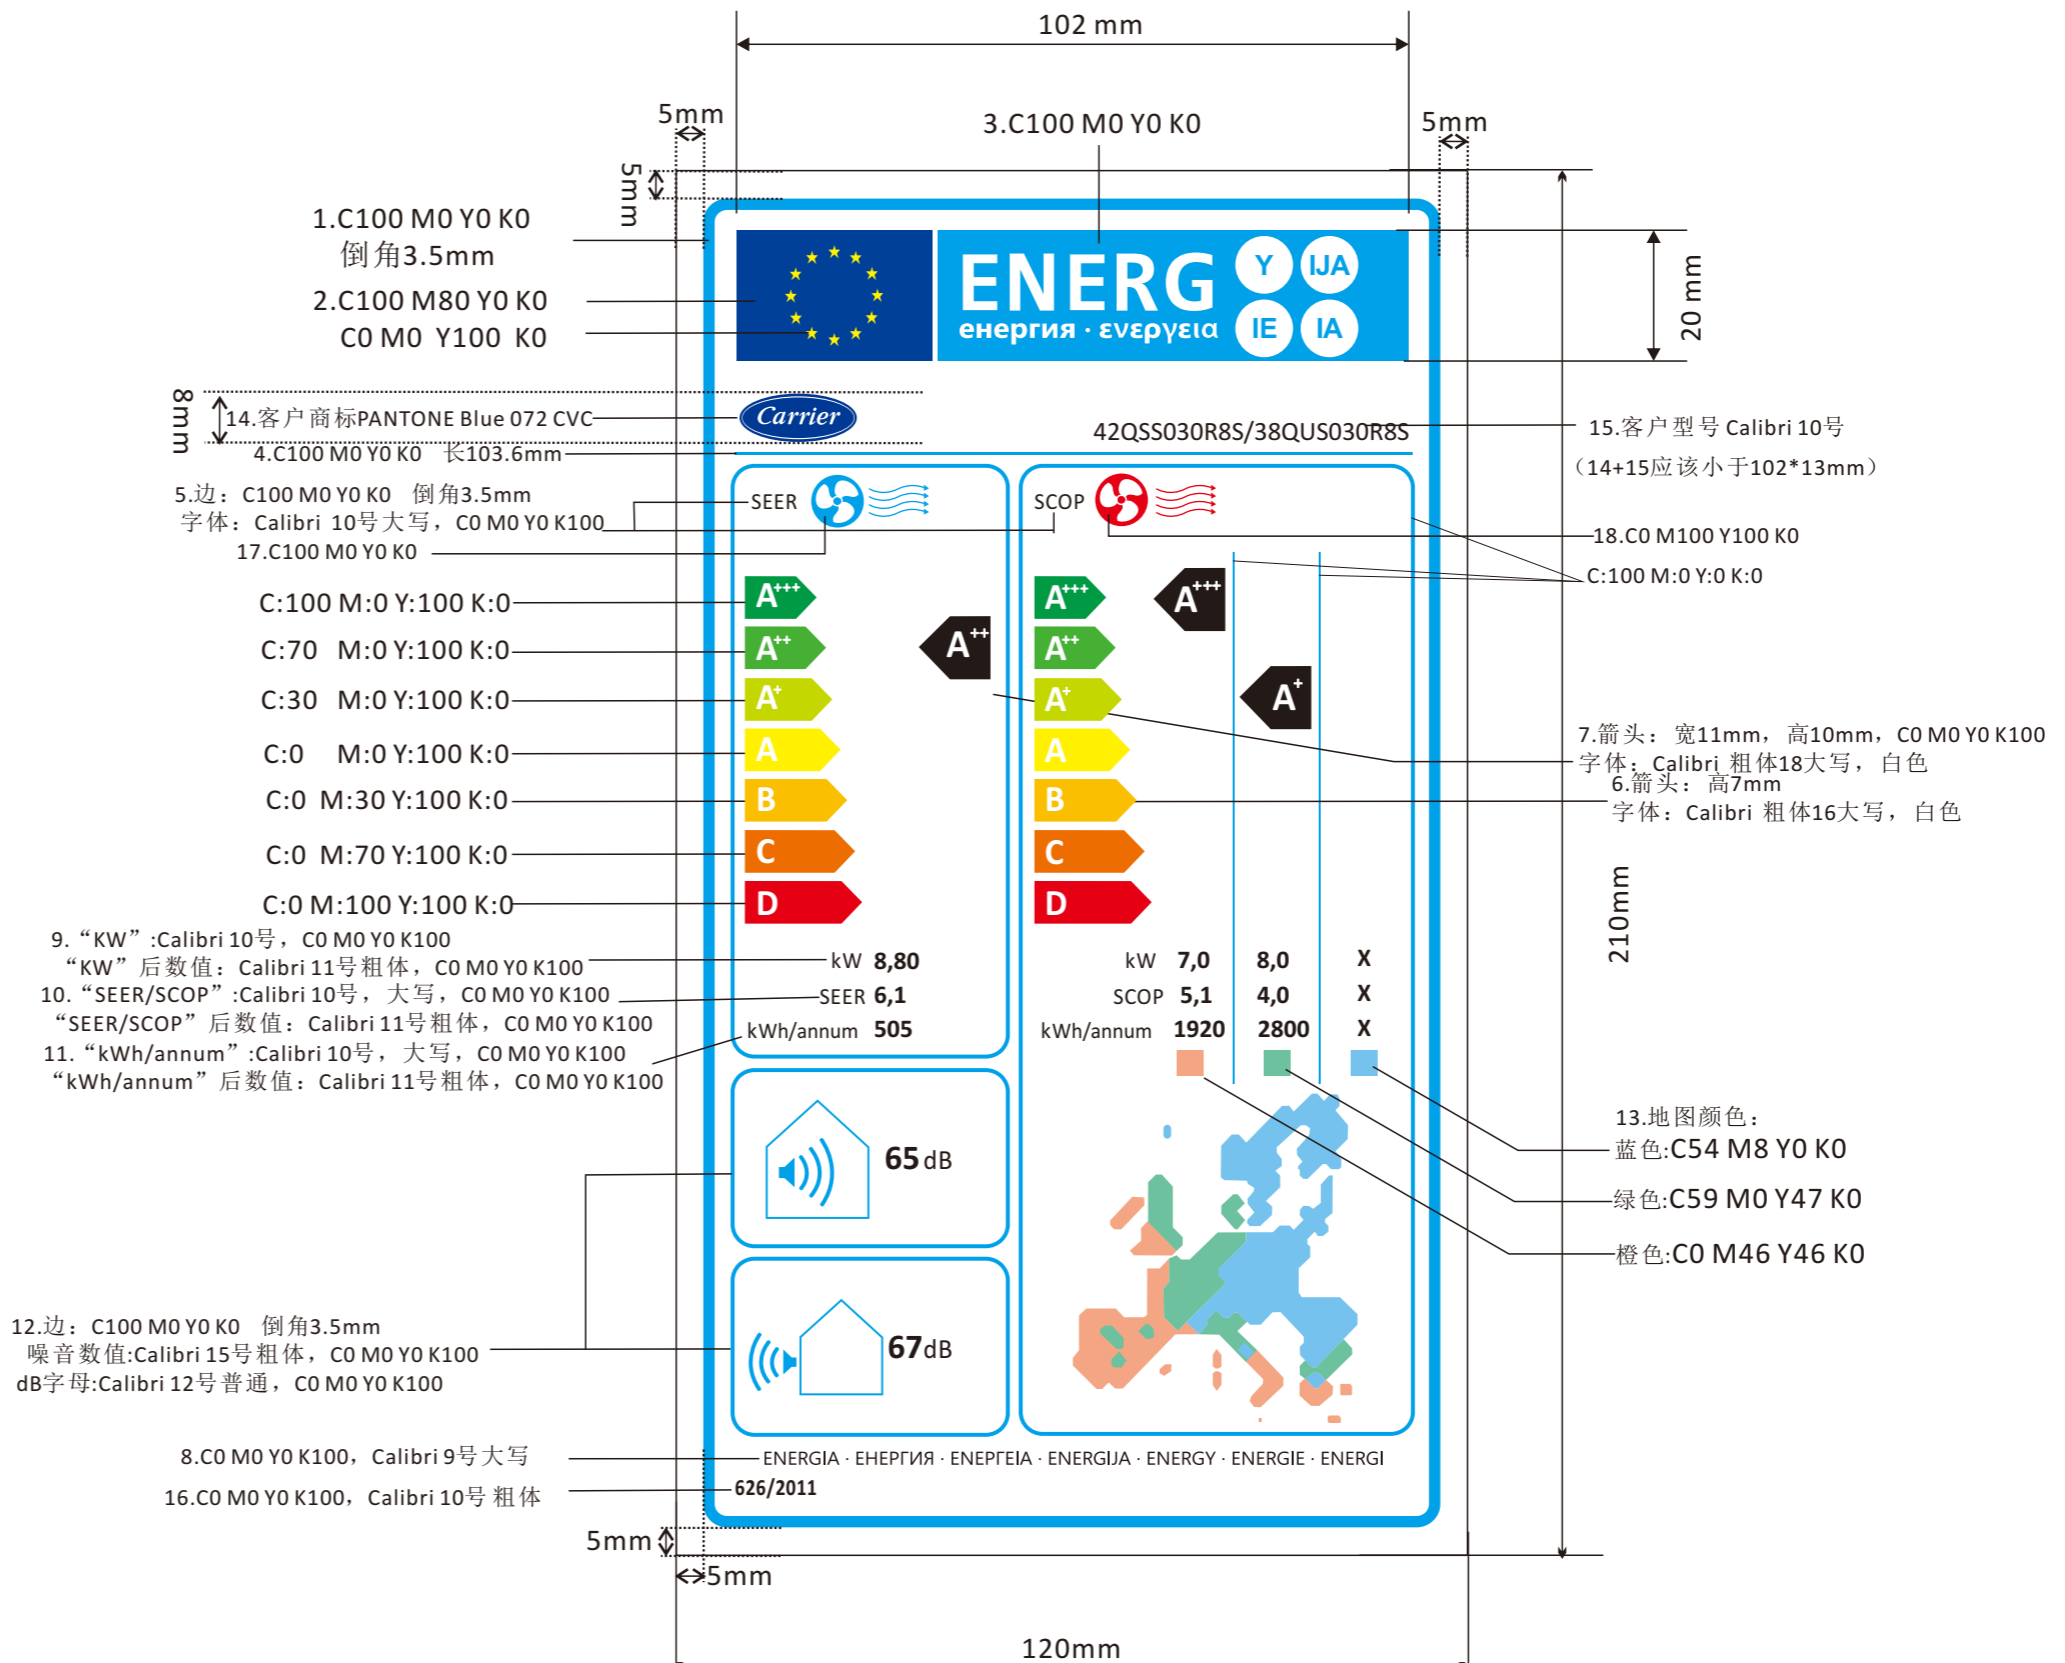 102 mm
5mm
3.C100 M0 Y0 K0
5mm
5mm
1.C100 M0 Y0 K0
倒角3.5mm
2.C100 M80 Y0 K0
C0 M0 Y100 K0
ENERG
енергия · ενεργεια
Y
IJA
IE
IA
20 mm
8mm
14.客户商标PANTONE Blue 072 CVC
Carrier
42QSS030R8S/38QUS030R8S
15.客户型号 Calibri 10号
（14+15应该小于102*13mm）
4.C100 M0 Y0 K0 长103.6mm
5.边：C100 M0 Y0 K0 倒角3.5mm
字体：Calibri 10号大写，C0 M0 Y0 K100
17.C100 M0 Y0 K0
SEER
SCOP
18.C0 M100 Y100 K0
C:100 M:0 Y:0 K:0
C:100 M:0 Y:100 K:0
C:70 M:0 Y:100 K:0
C:30 M:0 Y:100 K:0
C:0 M:0 Y:100 K:0
C:0 M:30 Y:100 K:0
C:0 M:70 Y:100 K:0
C:0 M:100 Y:100 K:0
A+++
A++
A+
A
B
C
D
A++
A+++
A++
A+
A
B
C
D
A+++
A+
7.箭头：宽11mm，高10mm，C0 M0 Y0 K100
字体：Calibri 粗体18大写，白色
6.箭头：高7mm
字体：Calibri 粗体16大写，白色
210mm
9.“KW”:Calibri 10号，C0 M0 Y0 K100
“KW”后数值：Calibri 11号粗体，C0 M0 Y0 K100
10.“SEER/SCOP”:Calibri 10号，大写，C0 M0 Y0 K100
“SEER/SCOP”后数值：Calibri 11号粗体，C0 M0 Y0 K100
11.“kWh/annum”:Calibri 10号，大写，C0 M0 Y0 K100
“kWh/annum”后数值：Calibri 11号粗体，C0 M0 Y0 K100
kW 8,80
SEER 6,1
kWh/annum 505
kW 7,0 8,0 X
SCOP 5,1 4,0 X
kWh/annum 1920 2800 X
65 dB
67dB
13.地图颜色：
蓝色:C54 M8 Y0 K0
绿色:C59 M0 Y47 K0
橙色:C0 M46 Y46 K0
12.边：C100 M0 Y0 K0 倒角3.5mm
噪音数值:Calibri 15号粗体，C0 M0 Y0 K100
dB字母:Calibri 12号普通，C0 M0 Y0 K100
8.C0 M0 Y0 K100，Calibri 9号大写
ENERGIA · ЕНЕРГИЯ · ΕΝΕΡΓΕΙΑ · ENERGIJA · ENERGY · ENERGIE · ENERGI
16.C0 M0 Y0 K100，Calibri 10号 粗体
626/2011
5mm
5mm
120mm